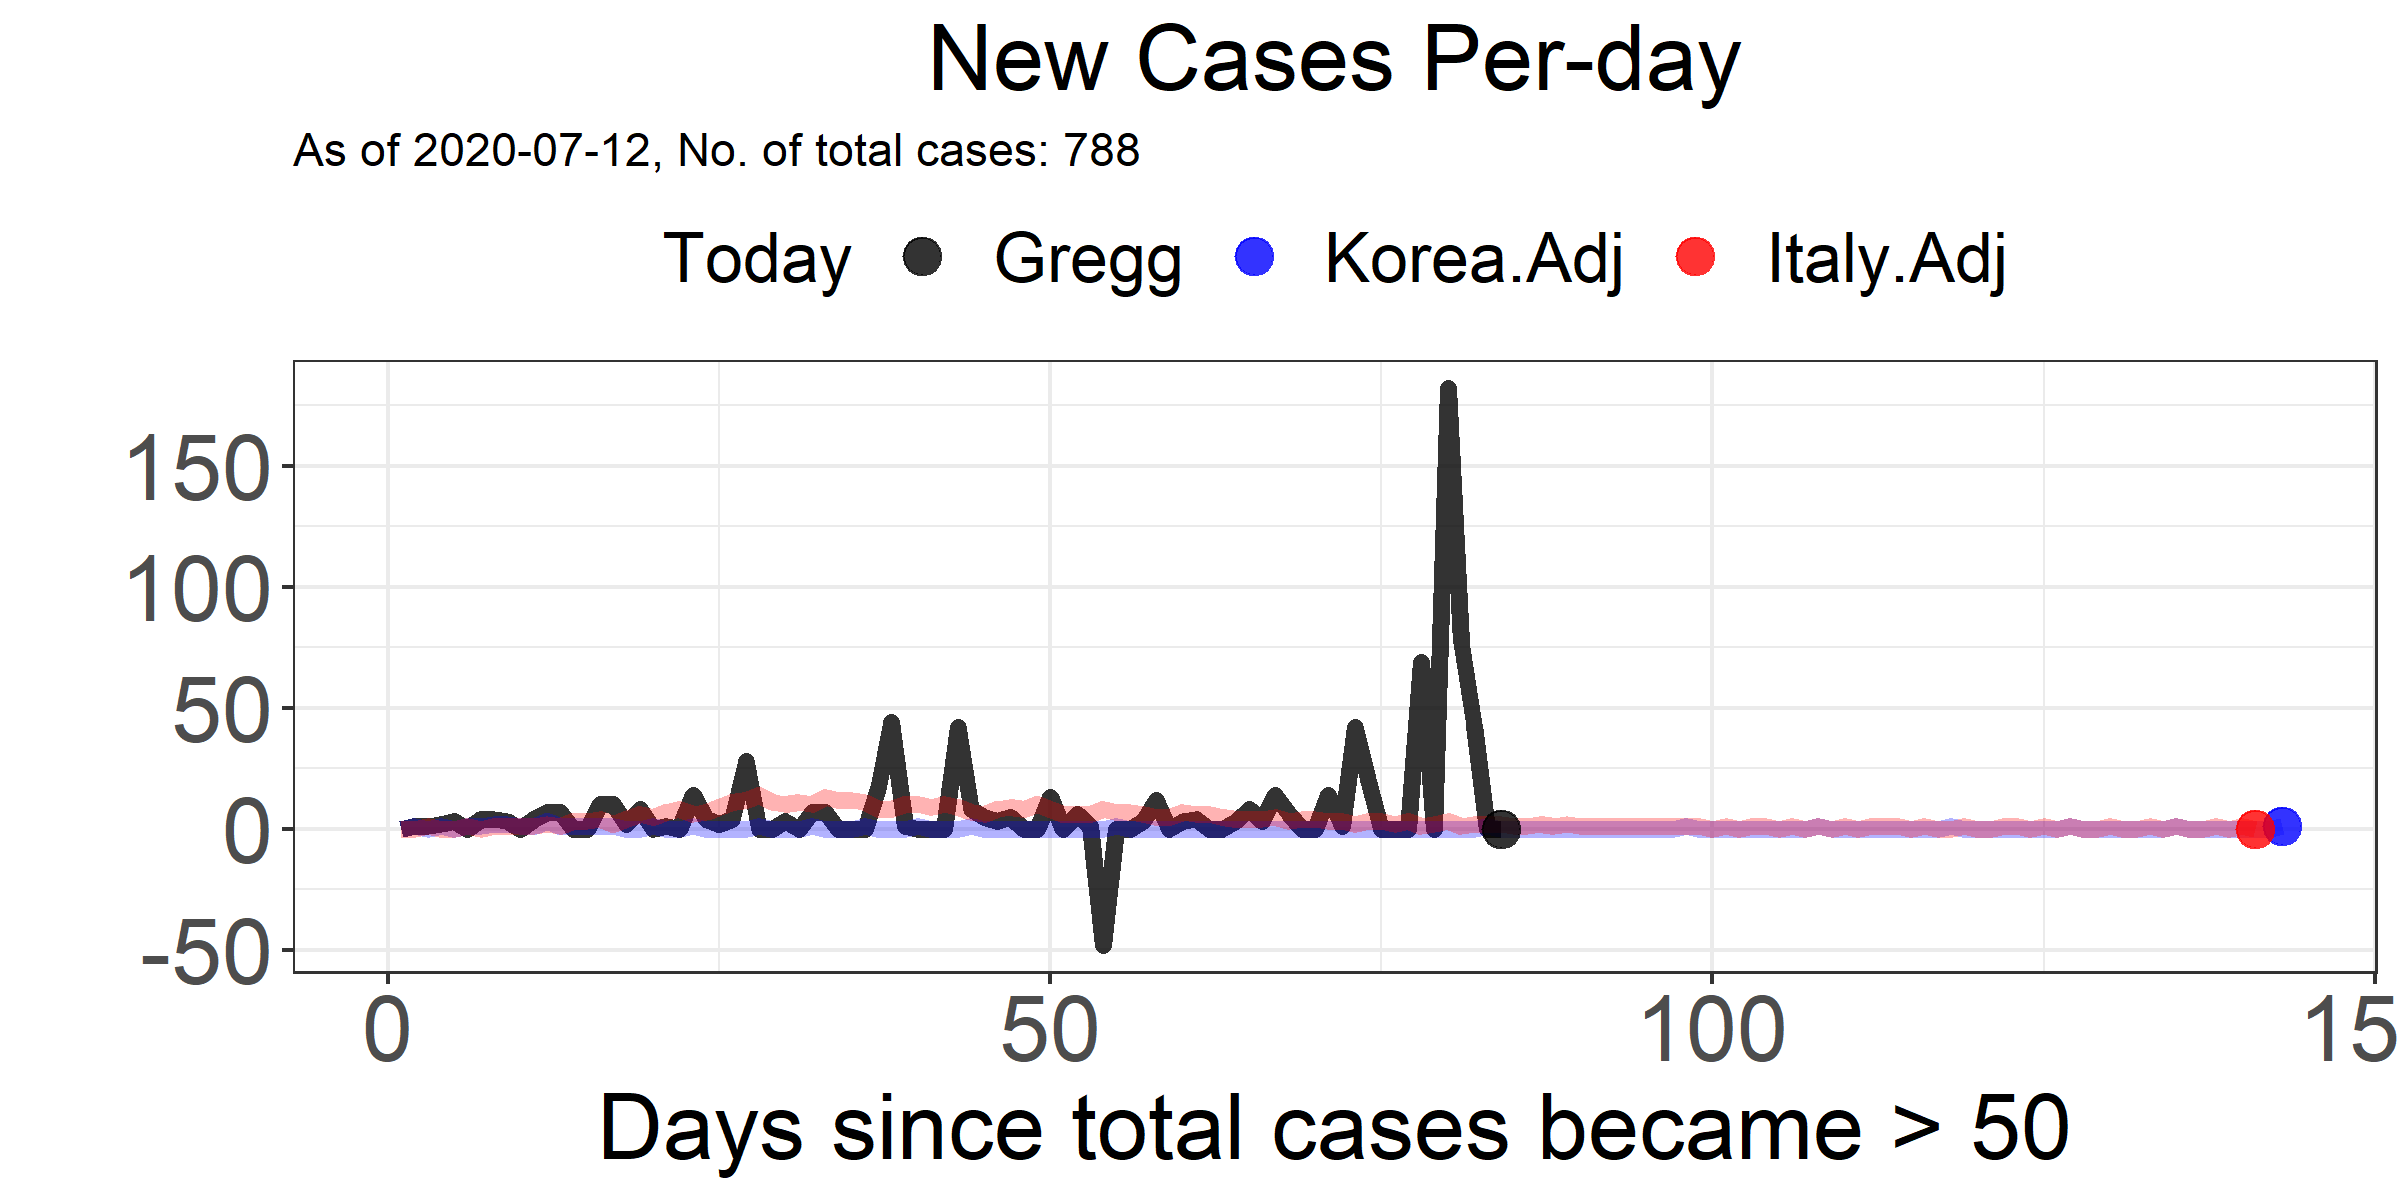 New Cases Per-day
As of 2020-07-12, No. of total cases: 788
Today Gregg Korea.Adj Italy.Adj
150
100
50
0
-50
0 50 100 15
Days since total cases became > 50